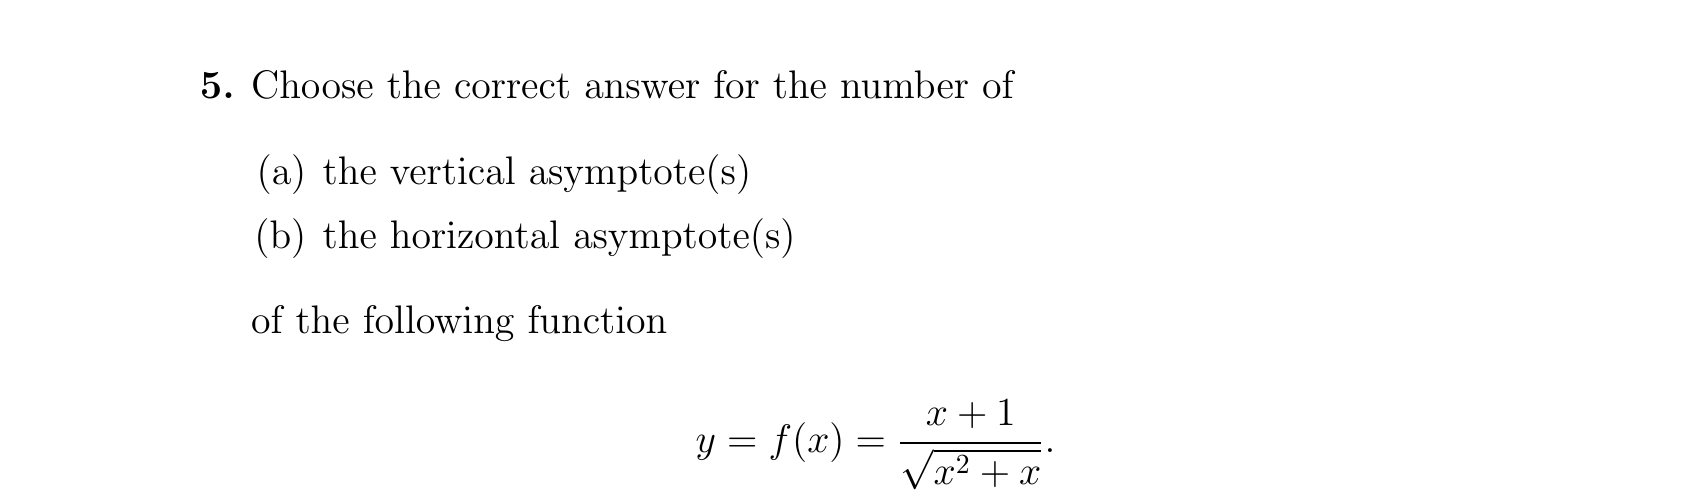 5. Choose the correct answer for the number of
(a) the vertical asymptote(s)
(b) the horizontal asymptote(s)
of the following function
y = f(x) = \frac{x + 1}{\sqrt{x^2 + x}}.